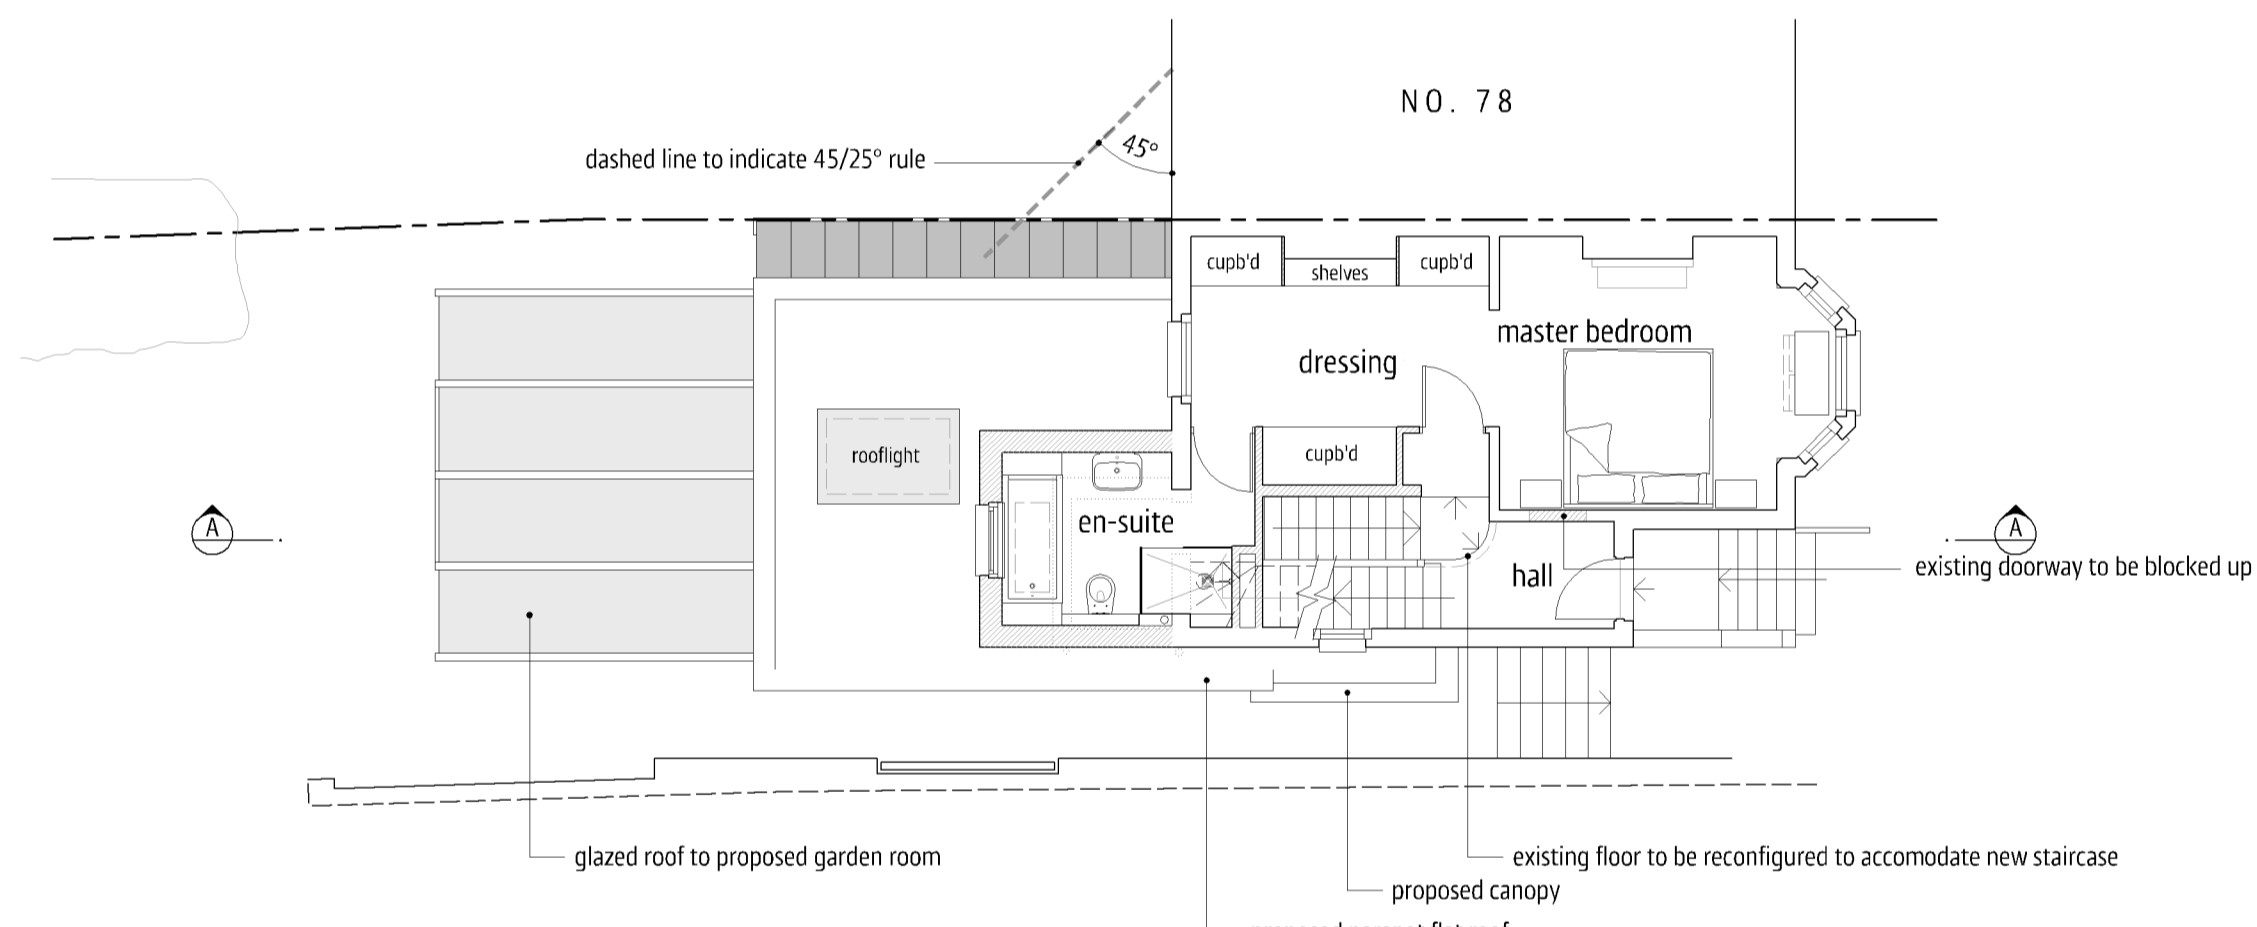 NO. 78
45°
dashed line to indicate 45/25° rule
cupb'd
shelves
cupb'd
master bedroom
dressing
rooflight
cupb'd
en-suite
A
A
hall
existing doorway to be blocked up
glazed roof to proposed garden room
existing floor to be reconfigured to accomodate new staircase
proposed canopy